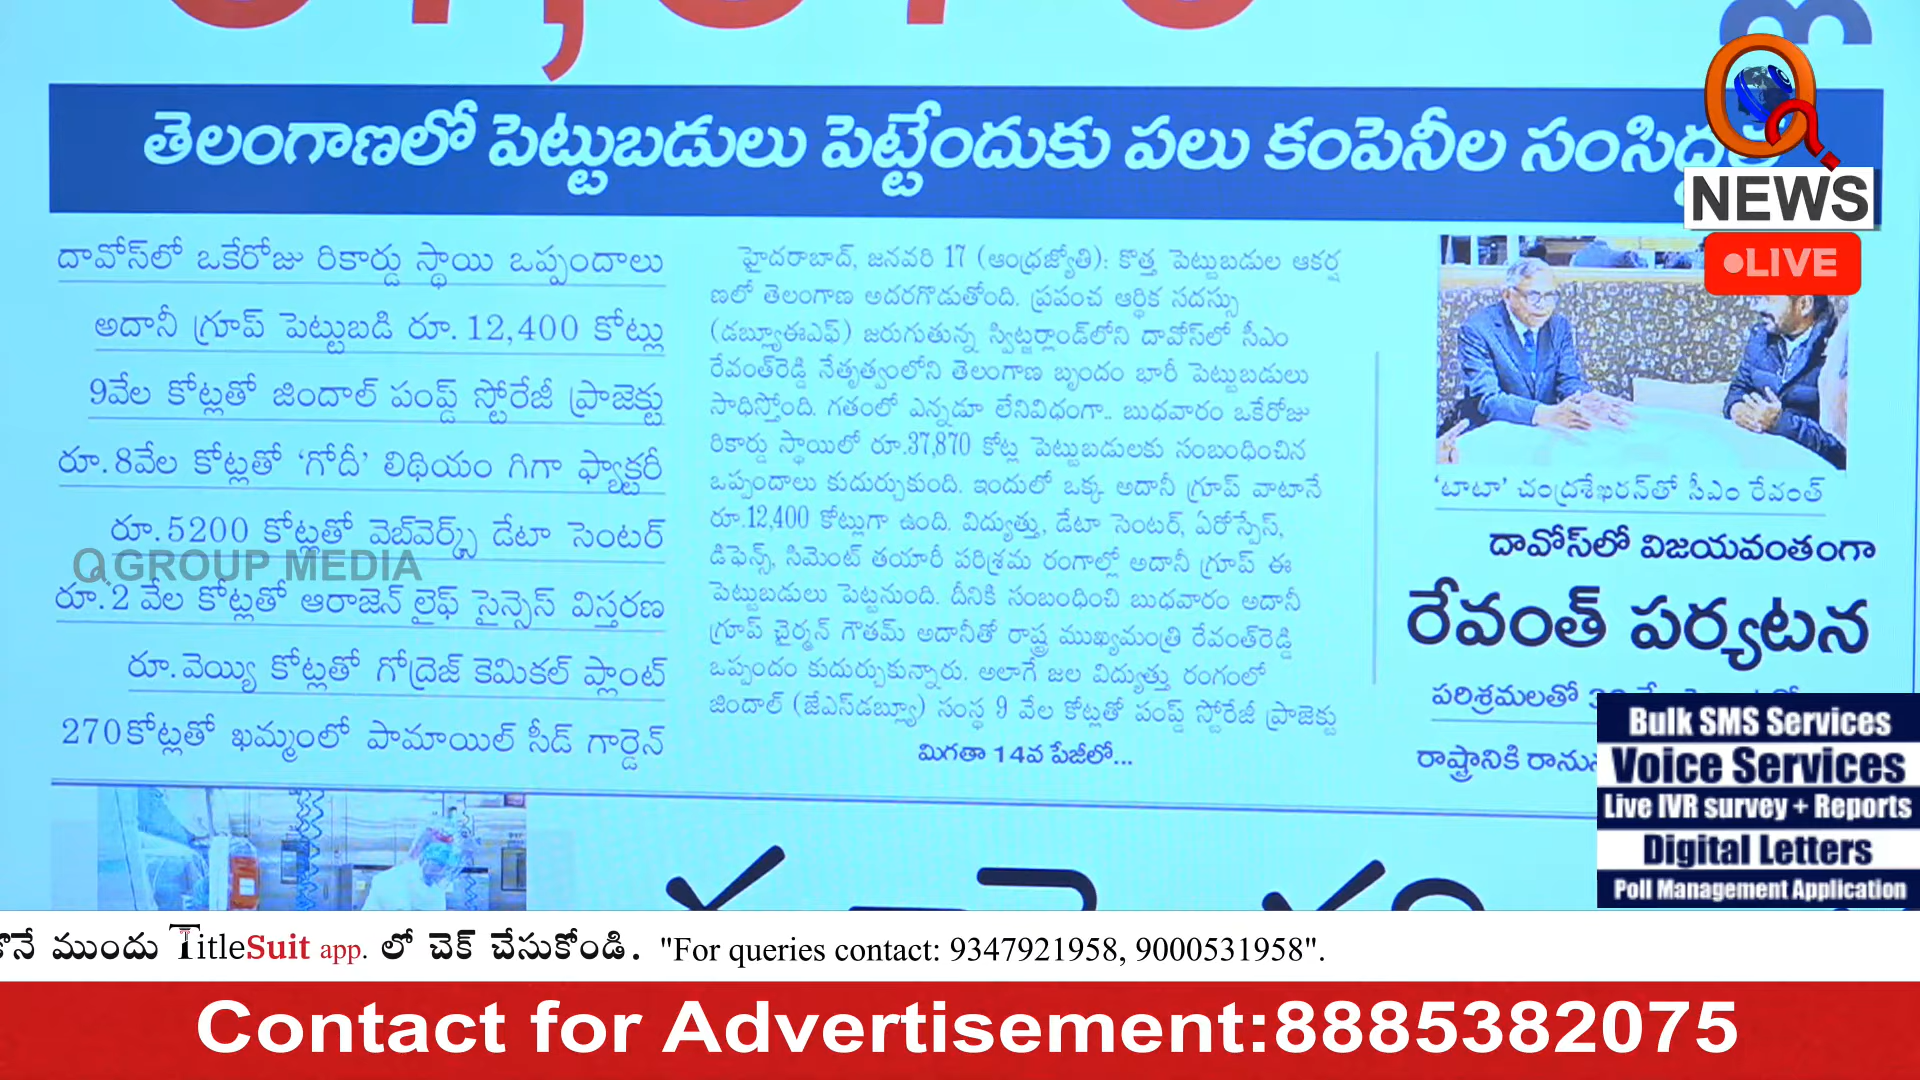 తెలంగాణలో పెట్టుబడులు పెట్టేందుకు పలు కంపెనీల
NEWS
LIVE
దావోస్‌లో ఒకేరోజు రికార్డు స్థాయి ఒప్పందాలు
అదానీ గ్రూప్ పెట్టుబడి రూ.12,400 కోట్లు
9వేల కోట్లతో జిందాల్ పంప్డ్ స్టోరేజీ ప్రాజెక్టు
రూ.8వేల కోట్లతో 'గోదీ' లిథియం గిగా ఫ్యాక్టరీ
రూ.5200 కోట్లతో వెబ్‌వెర్క్స్ డేటా సెంటర్
రూ.2 వేల కోట్లతో ఆరాజెన్ లైఫ్ సైన్సెస్ విస్తరణ
రూ.వెయ్యి కోట్లతో గోద్రెజ్ కెమికల్ ప్లాంట్
270కోట్లతో ఖమ్మంలో పామాయిల్ సీడ్ గార్డెన్
Q GROUP MEDIA
హైదరాబాద్, జనవరి 17 (ఆంధ్రజ్యోతి): కొత్త పెట్టుబడుల ఆకర్ష
ణలో తెలంగాణ అదరగొడుతోంది. ప్రపంచ ఆర్థిక సదస్సు
(డబ్ల్యూఈఎఫ్) జరుగుతున్న స్విట్జర్లాండ్‌లోని దావోస్‌లో సీఎం
రేవంత్‌రెడ్డి నేతృత్వంలోని తెలంగాణ బృందం భారీ పెట్టుబడులు
సాధిస్తోంది. గతంలో ఎన్నడూ లేనివిధంగా.. బుధవారం ఒకేరోజు
రికార్డు స్థాయిలో రూ.37,870 కోట్ల పెట్టుబడులకు సంబంధించిన
ఒప్పందాలు కుదుర్చుకుంది. ఇందులో ఒక్క అదానీ గ్రూప్ వాటానే
రూ.12,400 కోట్లుగా ఉంది. విద్యుత్తు, డేటా సెంటర్, ఏరోస్పేస్,
డిఫెన్స్, సిమెంట్ తయారీ పరిశ్రమ రంగాల్లో అదానీ గ్రూప్ ఈ
పెట్టుబడులు పెట్టనుంది. దీనికి సంబంధించి బుధవారం అదానీ
గ్రూప్ చైర్మన్ గౌతమ్ అదానీతో రాష్ట్ర ముఖ్యమంత్రి రేవంత్‌రెడ్డి
ఒప్పందం కుదుర్చుకున్నారు. అలాగే జల విద్యుత్తు రంగంలో
జిందాల్ (జేఎస్‌డబ్ల్యూ) సంస్థ 9 వేల కోట్లతో పంప్డ్ స్టోరేజీ ప్రాజెక్టు
మిగతా 14వ పేజీలో...
'టాటా' చంద్రశేఖరన్‌తో సీఎం రేవంత్
దావోస్‌లో విజయవంతంగా
రేవంత్ పర్యటన
పరిశ్రమలతో
రాష్ట్రానికి
Bulk SMS Services
Voice Services
Live IVR survey + Reports
Digital Letters
Poll Management Application
ముందు TitleSuit app. లో చెక్ చేసుకోండి. "For queries contact: 9347921958, 9000531958".
Contact for Advertisement:8885382075